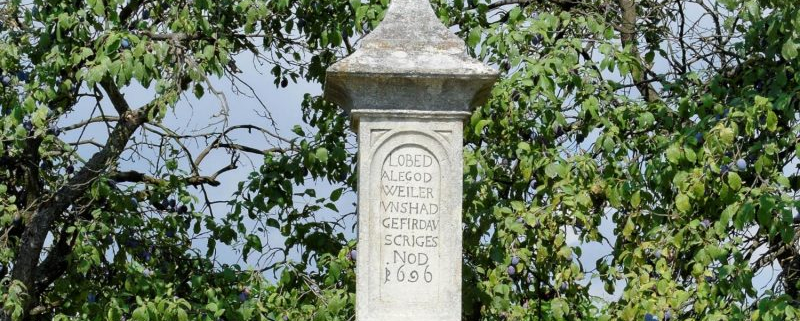 LOBED
ALEGOD
WEILER
VNSHAD
GEFIRDAV
SCRIGES
NOD
1696